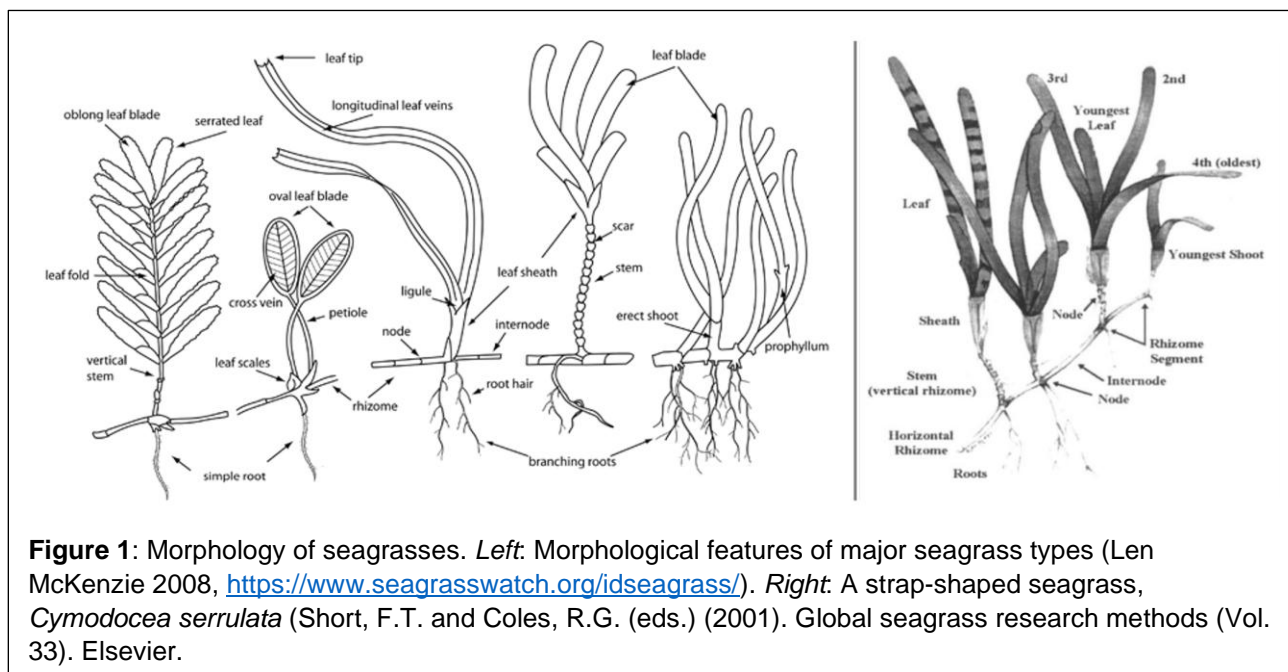 leaf tip
leaf blade
longitudinal leaf veins
oblong leaf blade
serrated leaf
oval leaf blade
scar
leaf fold
leaf sheath
stem
cross vein
ligule
petiole
erect shoot
node
internode
prophyllum
vertical
stem
leaf scales
root hair
rhizome
branching roots
simple root
3rd
2nd
Youngest
Leaf
4th (oldest)
Leaf
Youngest Shoot
Node
Sheath
Rhizome
Segment
Internode
Stem
(vertical rhizome)
Node
Horizontal
Rhizome
Roots
Figure 1: Morphology of seagrasses. Left: Morphological features of major seagrass types (Len
McKenzie 2008, https://www.seagrasswatch.org/idseagrass/). Right: A strap-shaped seagrass,
Cymodocea serrulata (Short, F.T. and Coles, R.G. (eds.) (2001). Global seagrass research methods (Vol.
33). Elsevier.